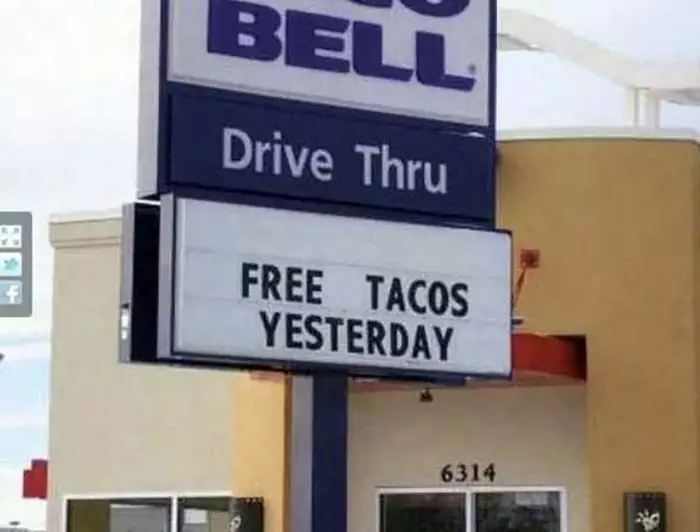 BELL
Drive Thru
FREE TACOS
YESTERDAY
6314